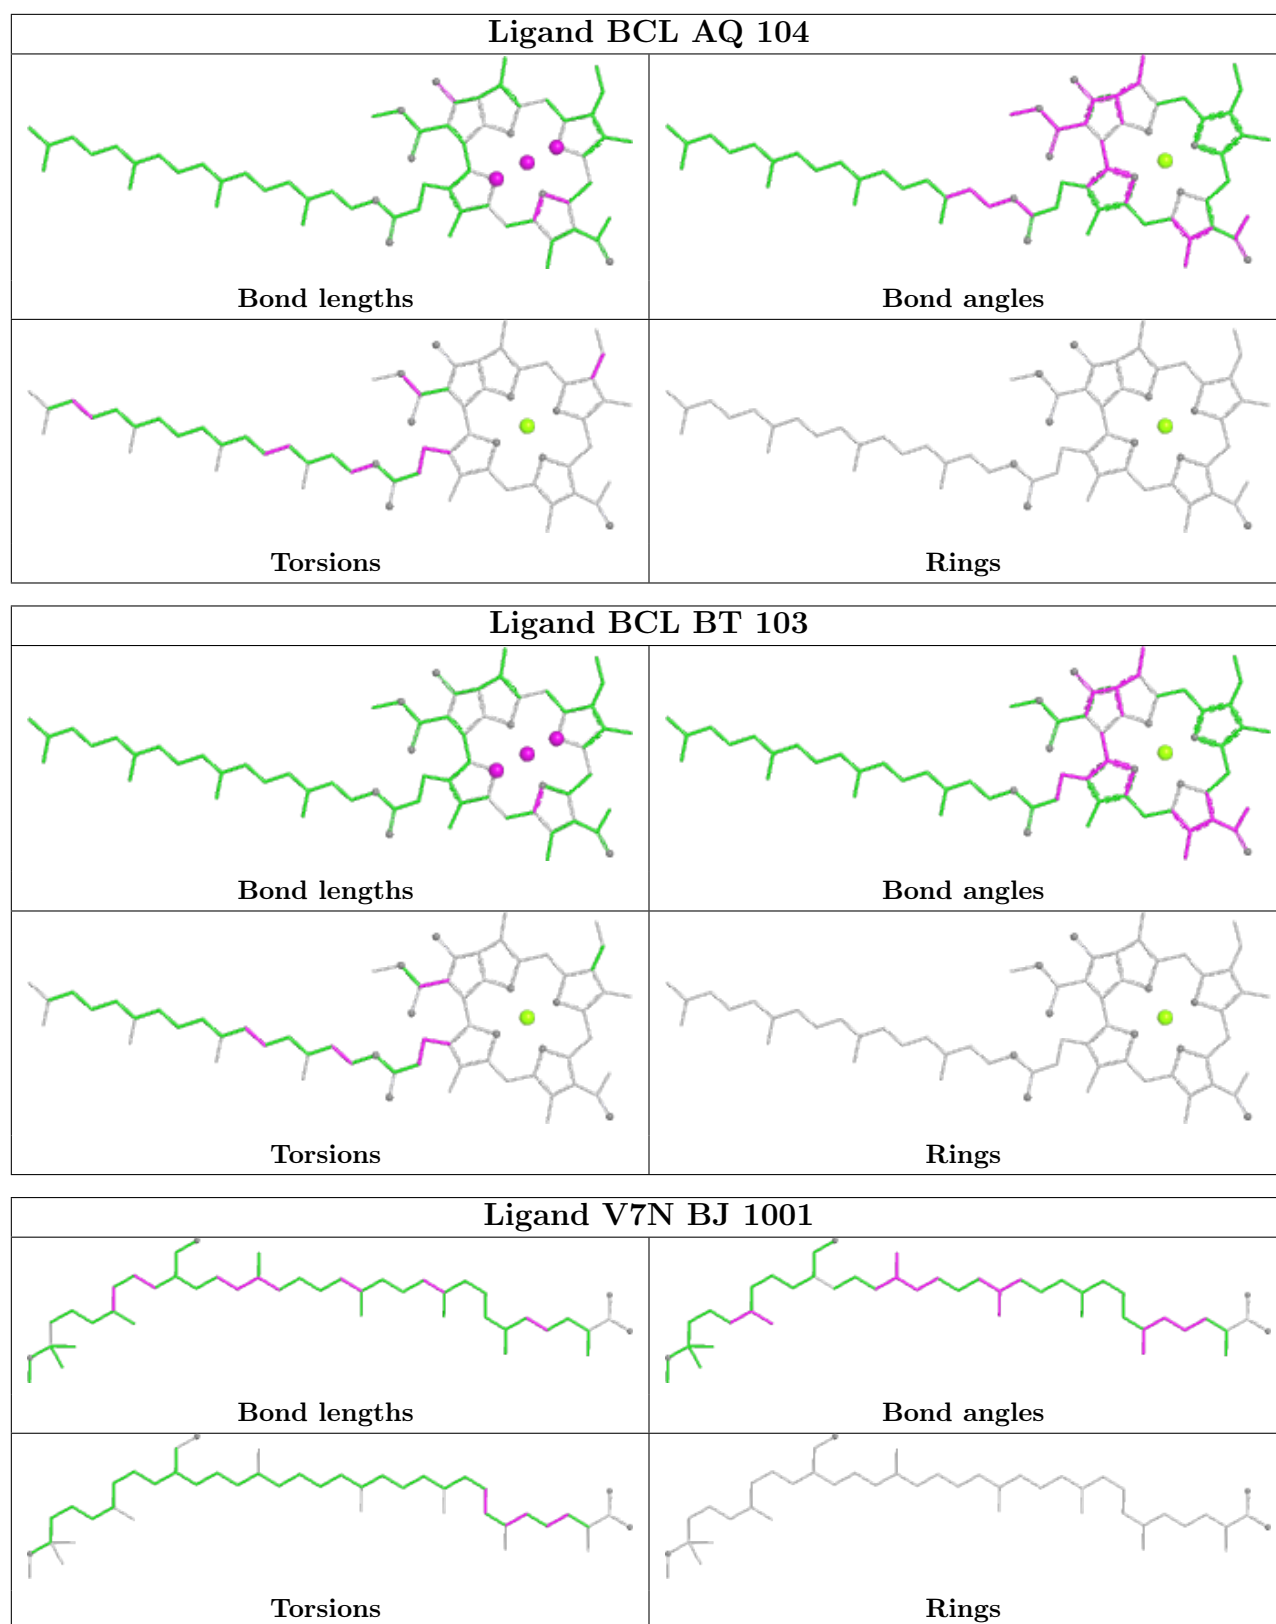 Ligand BCL AQ 104
Bond lengths
Bond angles
Torsions
Rings
Ligand BCL BT 103
Bond lengths
Bond angles
Torsions
Rings
Ligand V7N BJ 1001
Bond lengths
Bond angles
Torsions
Rings